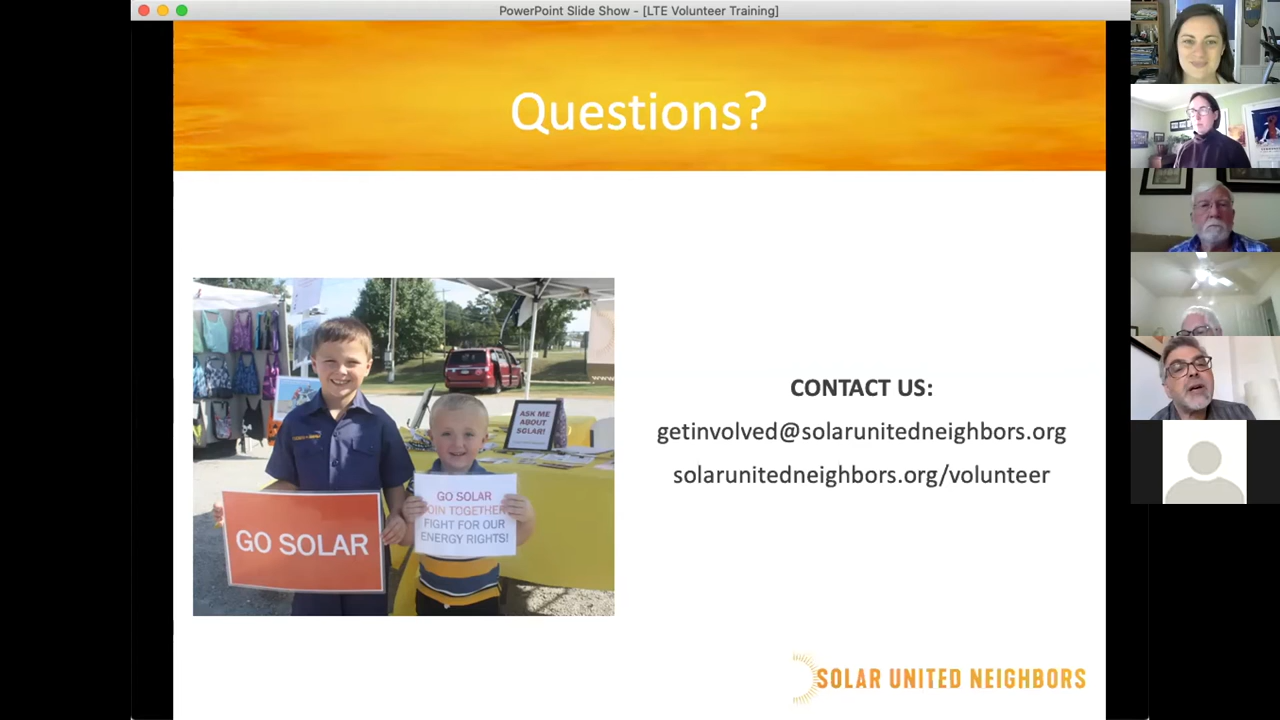 PowerPoint Slide Show - [LTE Volunteer Training]
Questions?
ASK ME
ABOUT
SOLAR!
GO SOLAR
GO SOLAR
JOIN TOGETHER
FIGHT FOR OUR
ENERGY RIGHTS!
CONTACT US:
getinvolved@solarunitedneighbors.org
solarunitedneighbors.org/volunteer
SOLAR UNITED NEIGHBORS